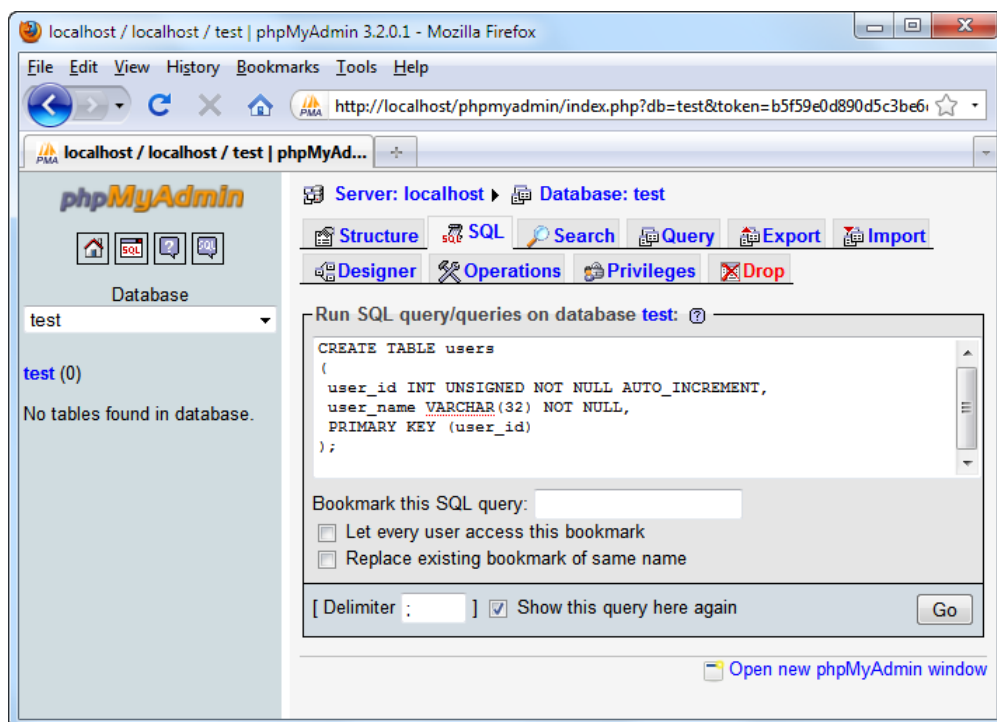 localhost / localhost / test | phpMyAdmin 3.2.0.1 - Mozilla Firefox
File Edit View History Bookmarks Tools Help
PMA http://localhost/phpmyadmin/index.php?db=test&token=b5f59e0d890d5c3be6
PMA localhost / localhost / test | phpMyAd...
phpMyAdmin
SQL ? SQL
Database
test
test (0)
No tables found in database.
Server: localhost Database: test
Structure SQL Search Query Export Import
Designer Operations Privileges Drop
Run SQL query/queries on database test: ?
CREATE TABLE users
(
user_id INT UNSIGNED NOT NULL AUTO_INCREMENT,
user_name VARCHAR(32) NOT NULL,
PRIMARY KEY (user_id)
);
Bookmark this SQL query:
Let every user access this bookmark
Replace existing bookmark of same name
[ Delimiter ; ] Show this query here again Go
Open new phpMyAdmin window